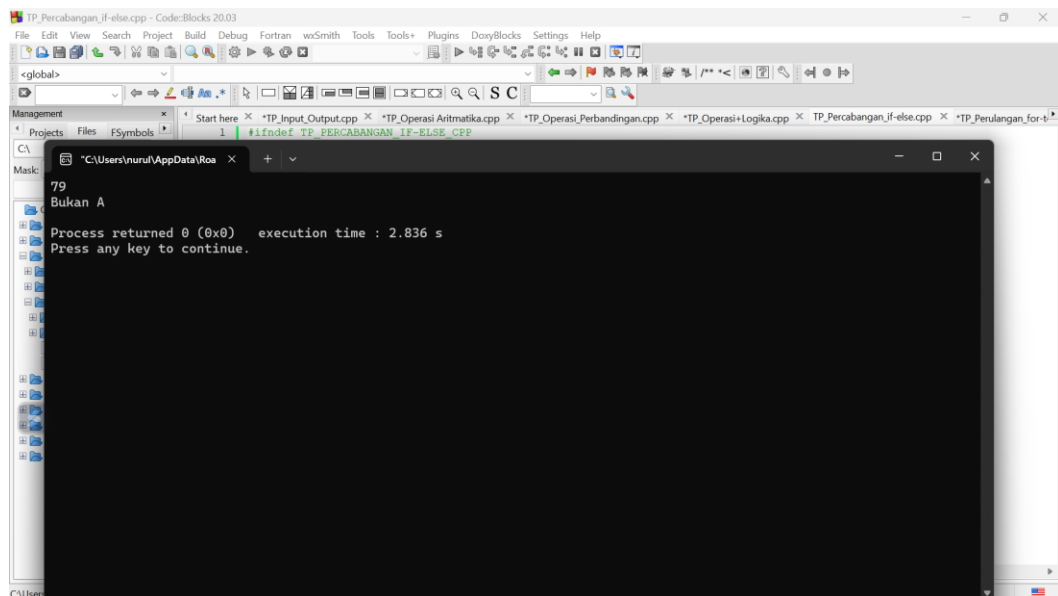 TP_Percabangan_if-else.cpp - Code::Blocks 20.03
File Edit View Search Project Build Debug Fortran wxSmith Tools Tools+ Plugins DoxyBlocks Settings Help
<global>
/** *<
Aa .* S C
Management
Start here *TP_Input_Output.cpp *TP_Operasi Aritmatika.cpp *TP_Operasi_Perbandingan.cpp *TP_Operasi+Logika.cpp TP_Percabangan_if-else.cpp *TP_Perulangan_for-t
Projects Files FSymbols
1 #ifndef TP_PERCABANGAN_IF-ELSE_CPP
C:\
Mask:
"C:\Users\nurul\AppData\Roa
79
Bukan A
Process returned 0 (0x0) execution time : 2.836 s
Press any key to continue.
C:\User